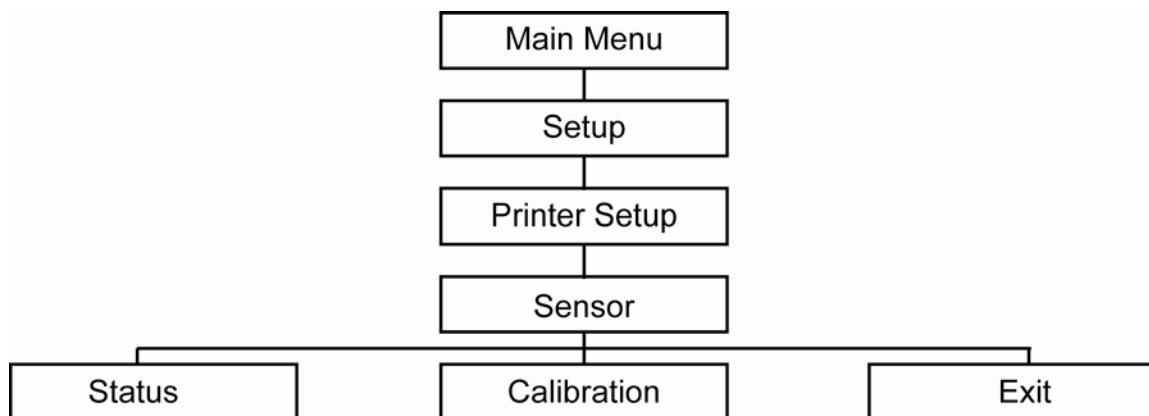 Main Menu
Setup
Printer Setup
Sensor
Status
Calibration
Exit